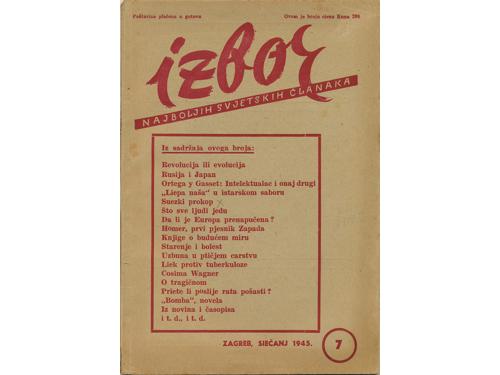 Poštarina plaćena u gotovu
Ovom je broju ciena Kuna 200
izbor
NAJBOLJIH SVJETSKIH ČLANAKA
Iz sadržaja ovoga broja:
Revolucija ili evolucija
Rusija i Japan
Ortega y Gasset: Intelektualac i onaj drugi
„Liepa naša" u istarskom saboru
Suezki prokop
Što sve ljudi jedu
Da li je Europa prenapučena?
Homer, prvi pjesnik Zapada
Knjige o budućem miru
Starenje i bolest
Uzbuna u ptičjem carstvu
Liek protiv tuberkuloze
Cosima Wagner
O tragičnom
Priete li poslije rata pošasti?
„Bomba", novela
Iz novina i časopisa
i t. d., i t. d.
ZAGREB, SIEČANJ 1945.
7